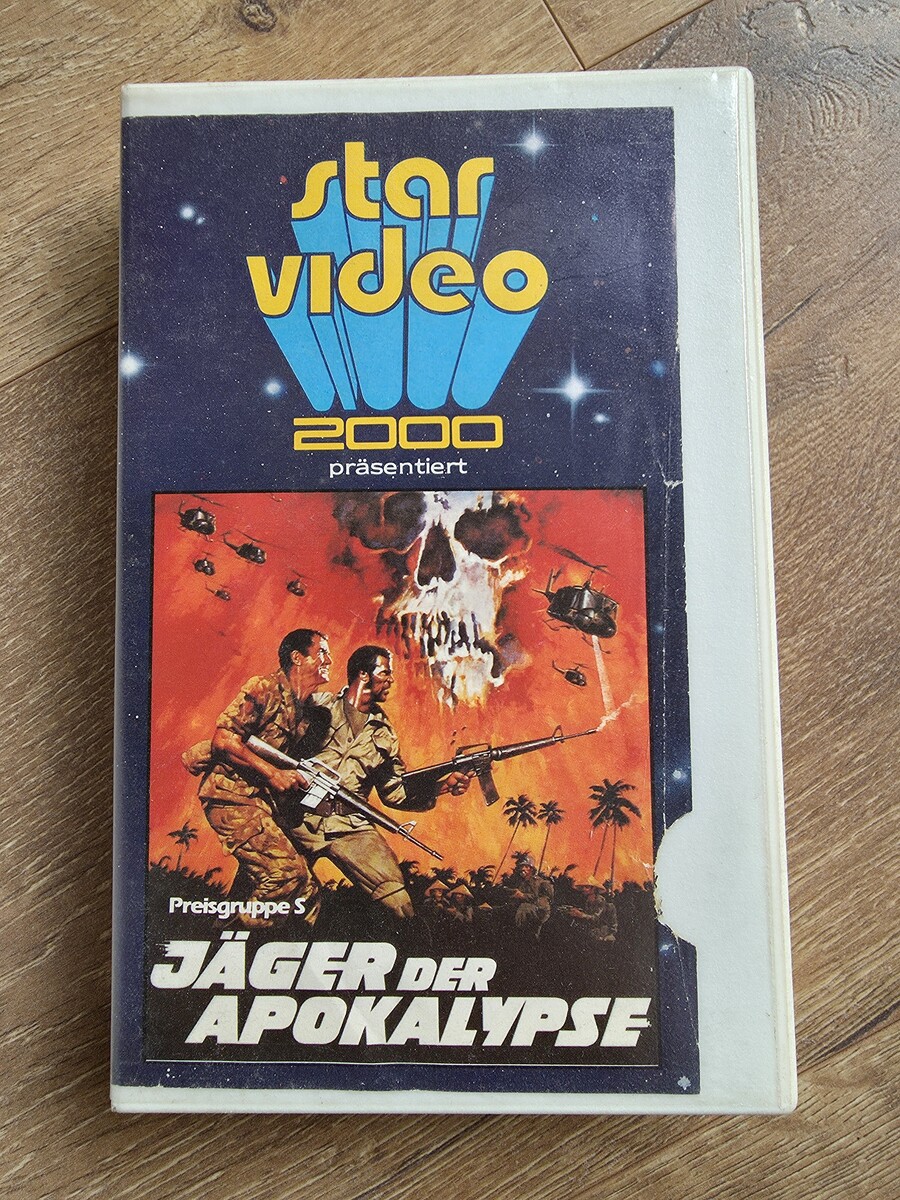 star
video
2000
präsentiert
Preisgruppe S
JÄGER DER
APOKALYPSE